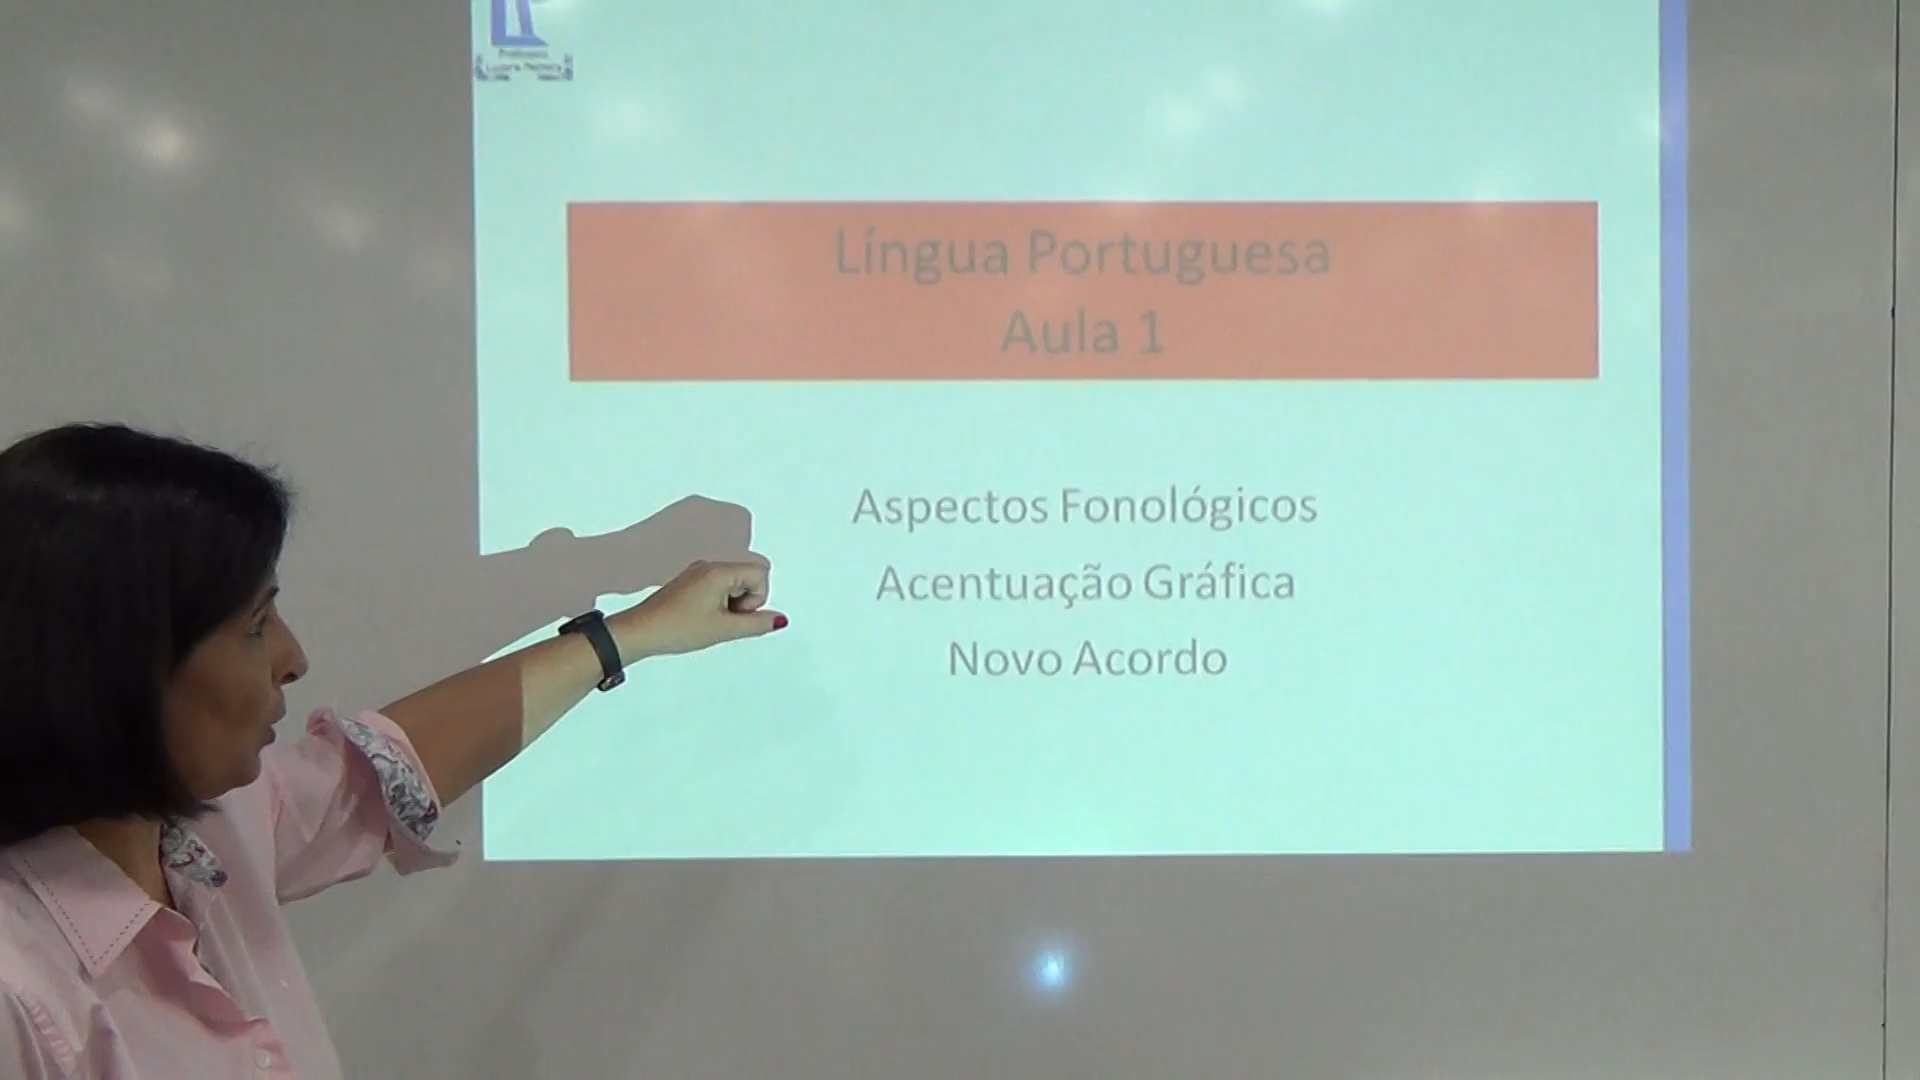 Língua Portuguesa
Aula 1
Aspectos Fonológicos
Acentuação Gráfica
Novo Acordo